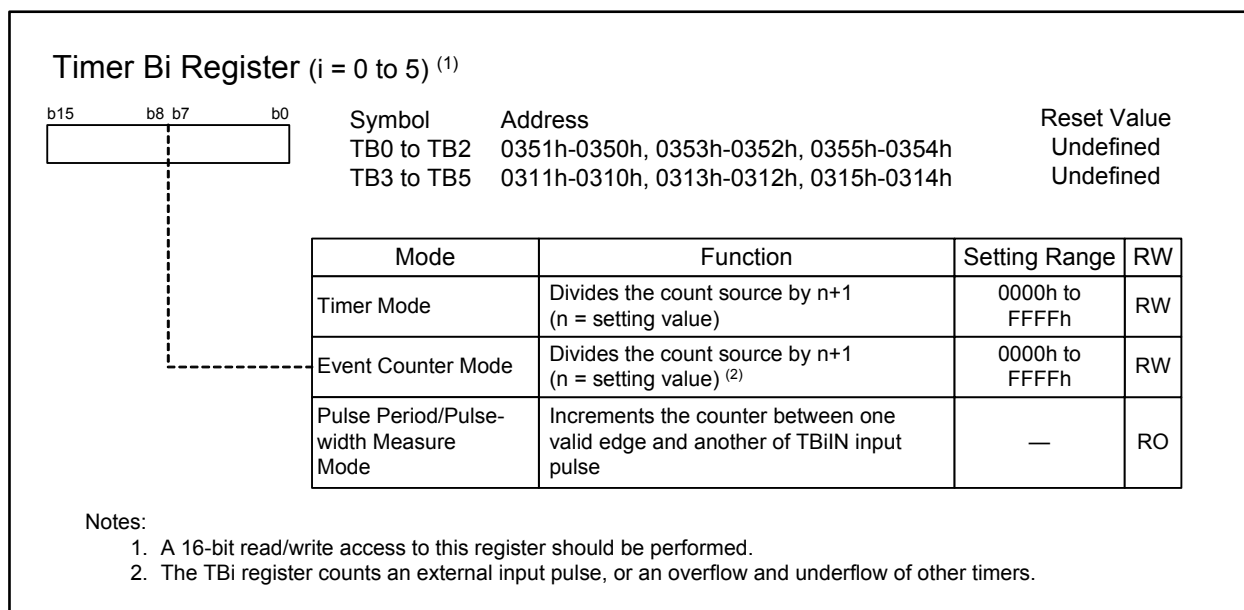 Timer Bi Register (i = 0 to 5) (1)
b15 b8 b7 b0
Symbol Address Reset Value
TB0 to TB2 0351h-0350h, 0353h-0352h, 0355h-0354h Undefined
TB3 to TB5 0311h-0310h, 0313h-0312h, 0315h-0314h Undefined
Mode Function Setting Range RW
Timer Mode
Divides the count source by n+1
(n = setting value)
0000h to
FFFFh
RW
Event Counter Mode
Divides the count source by n+1
(n = setting value) (2)
0000h to
FFFFh
RW
Pulse Period/Pulse-
width Measure
Mode
Increments the counter between one
valid edge and another of TBiIN input
pulse
—
RO
Notes:
1. A 16-bit read/write access to this register should be performed.
2. The TBi register counts an external input pulse, or an overflow and underflow of other timers.